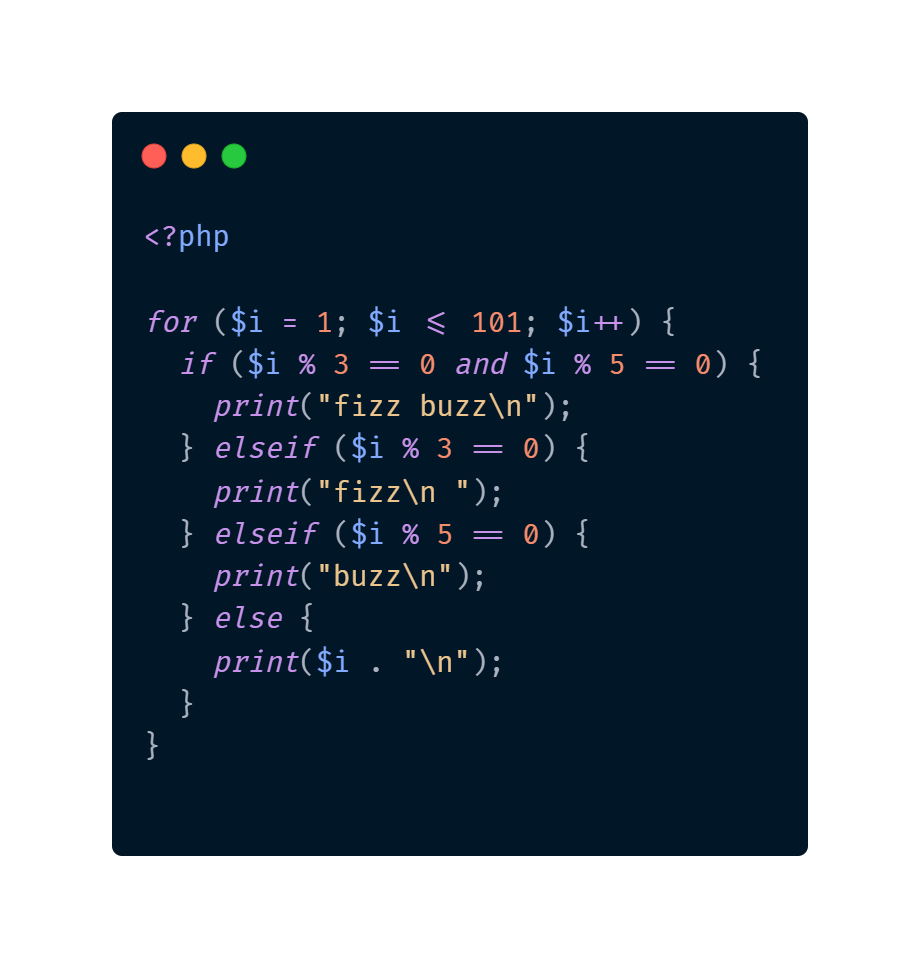 <?php

for ($i = 1; $i <= 101; $i++) {
  if ($i % 3 == 0 and $i % 5 == 0) {
    print("fizz buzz\n");
  } elseif ($i % 3 == 0) {
    print("fizz\n ");
  } elseif ($i % 5 == 0) {
    print("buzz\n");
  } else {
    print($i . "\n");
  }
}